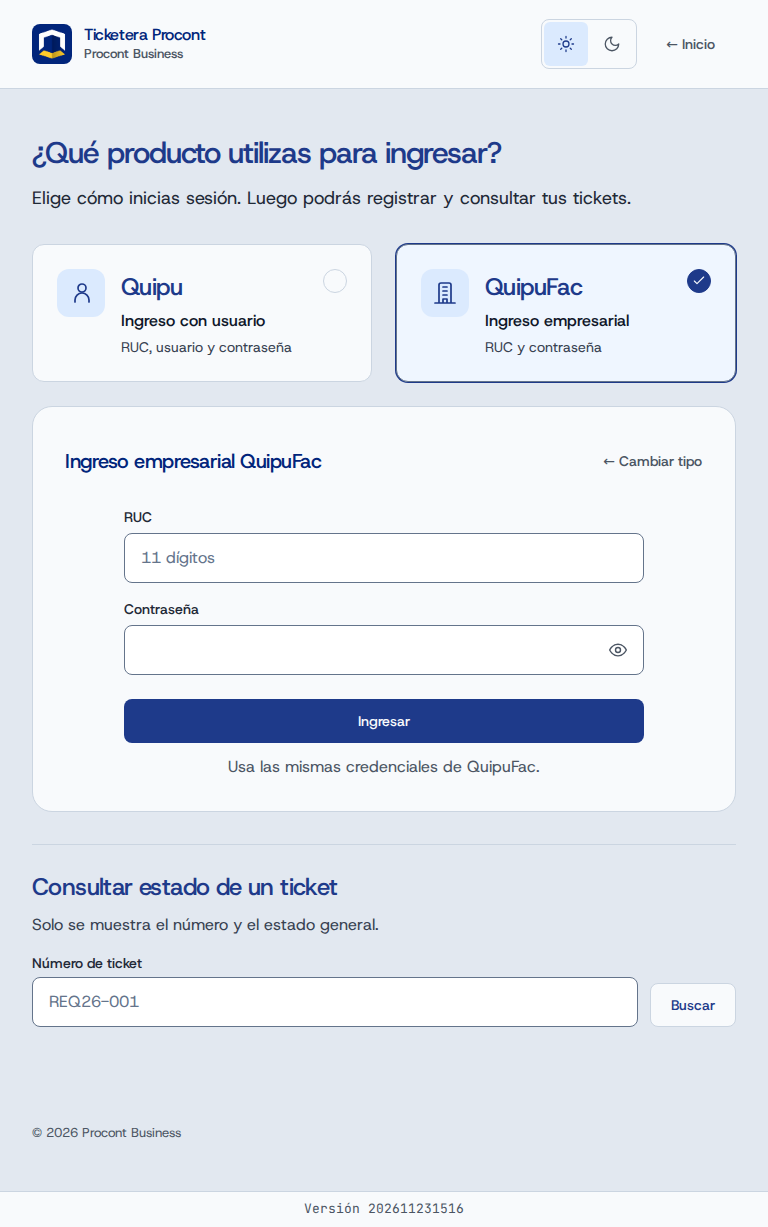 Ticketera Procont
Procont Business
← Inicio
¿Qué producto utilizas para ingresar?
Elige cómo inicias sesión. Luego podrás registrar y consultar tus tickets.
Quipu
Ingreso con usuario
RUC, usuario y contraseña
QuipuFac
Ingreso empresarial
RUC y contraseña
Ingreso empresarial QuipuFac
← Cambiar tipo
RUC
11 dígitos
Contraseña
Ingresar
Usa las mismas credenciales de QuipuFac.
Consultar estado de un ticket
Solo se muestra el número y el estado general.
Número de ticket
REQ26-001
Buscar
© 2026 Procont Business
Versión 202611231516